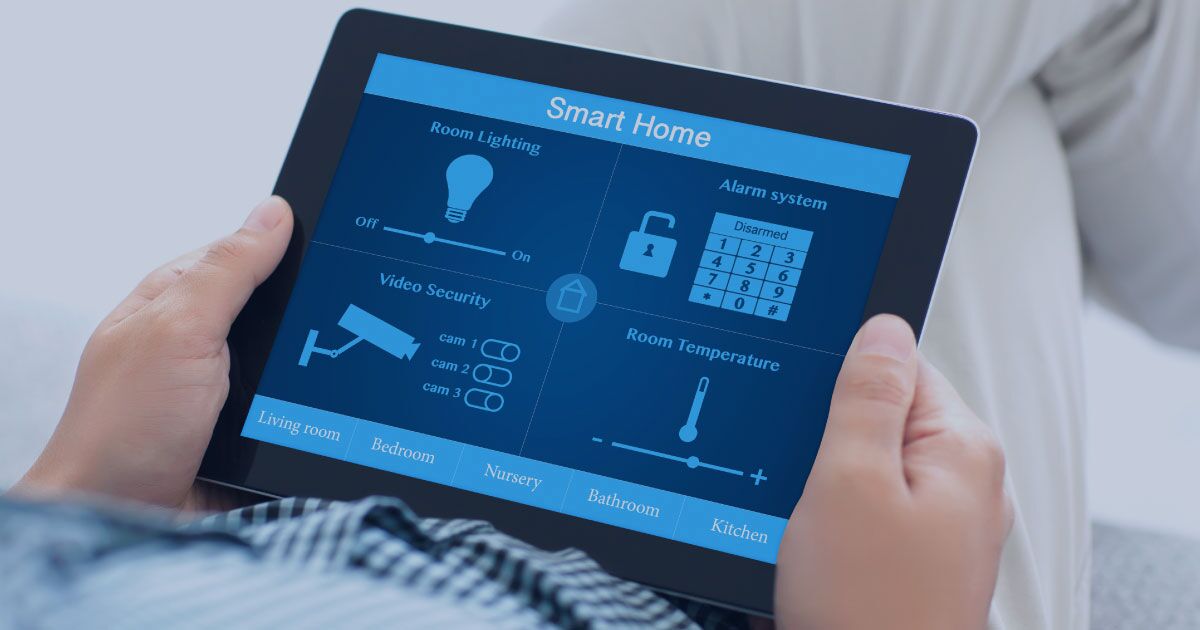 Smart Home
Room Lighting
Off
On
Alarm system
Disarmed
1 2 3
4 5 6
7 8 9
* 0 #
Video Security
cam 1
cam 2
cam 3
Room Temperature
- +
Living room
Bedroom
Nursery
Bathroom
Kitchen